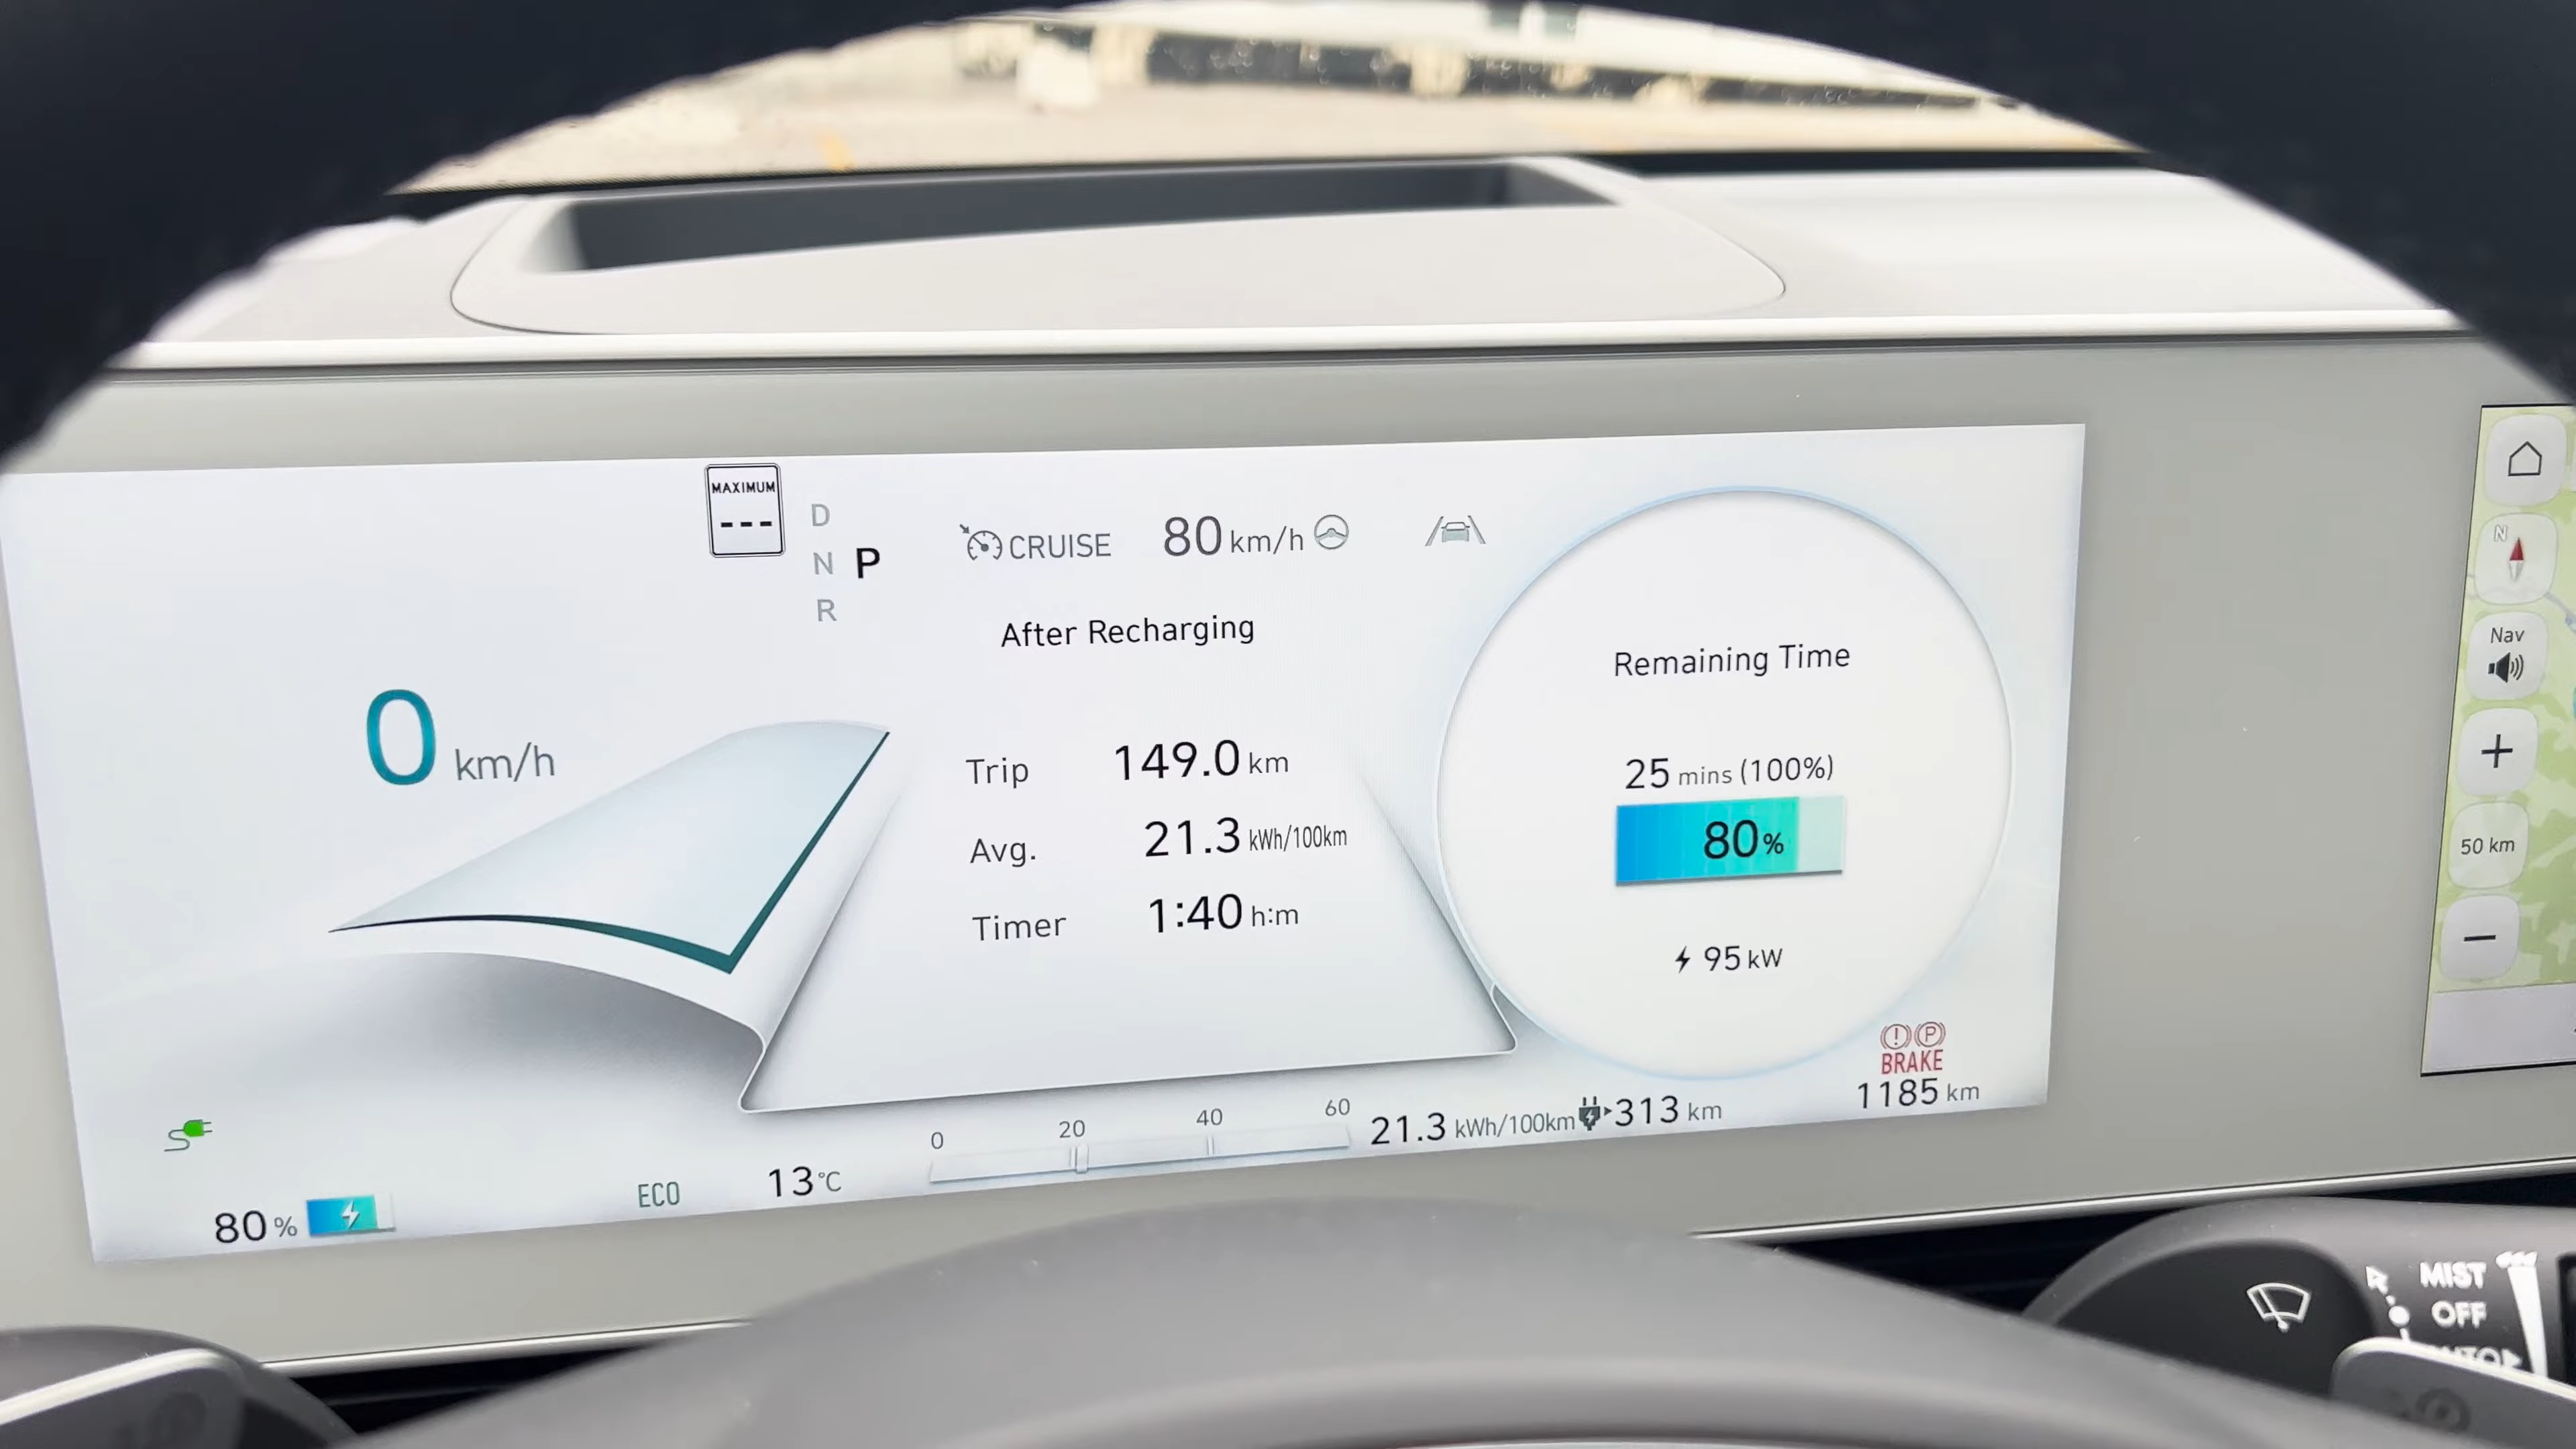 MAXIMUM
---
D
N P
R
CRUISE 80 km/h
After Recharging
0 km/h
Trip 149.0 km
Avg. 21.3 kWh/100km
Timer 1:40 h:m
Remaining Time
25 mins (100%)
80%
95 kW
BRAKE
1185 km
0 20 40 60
21.3 kWh/100km 313 km
ECO
13°C
80%
N
Nav
+
50 km
−
MIST
OFF